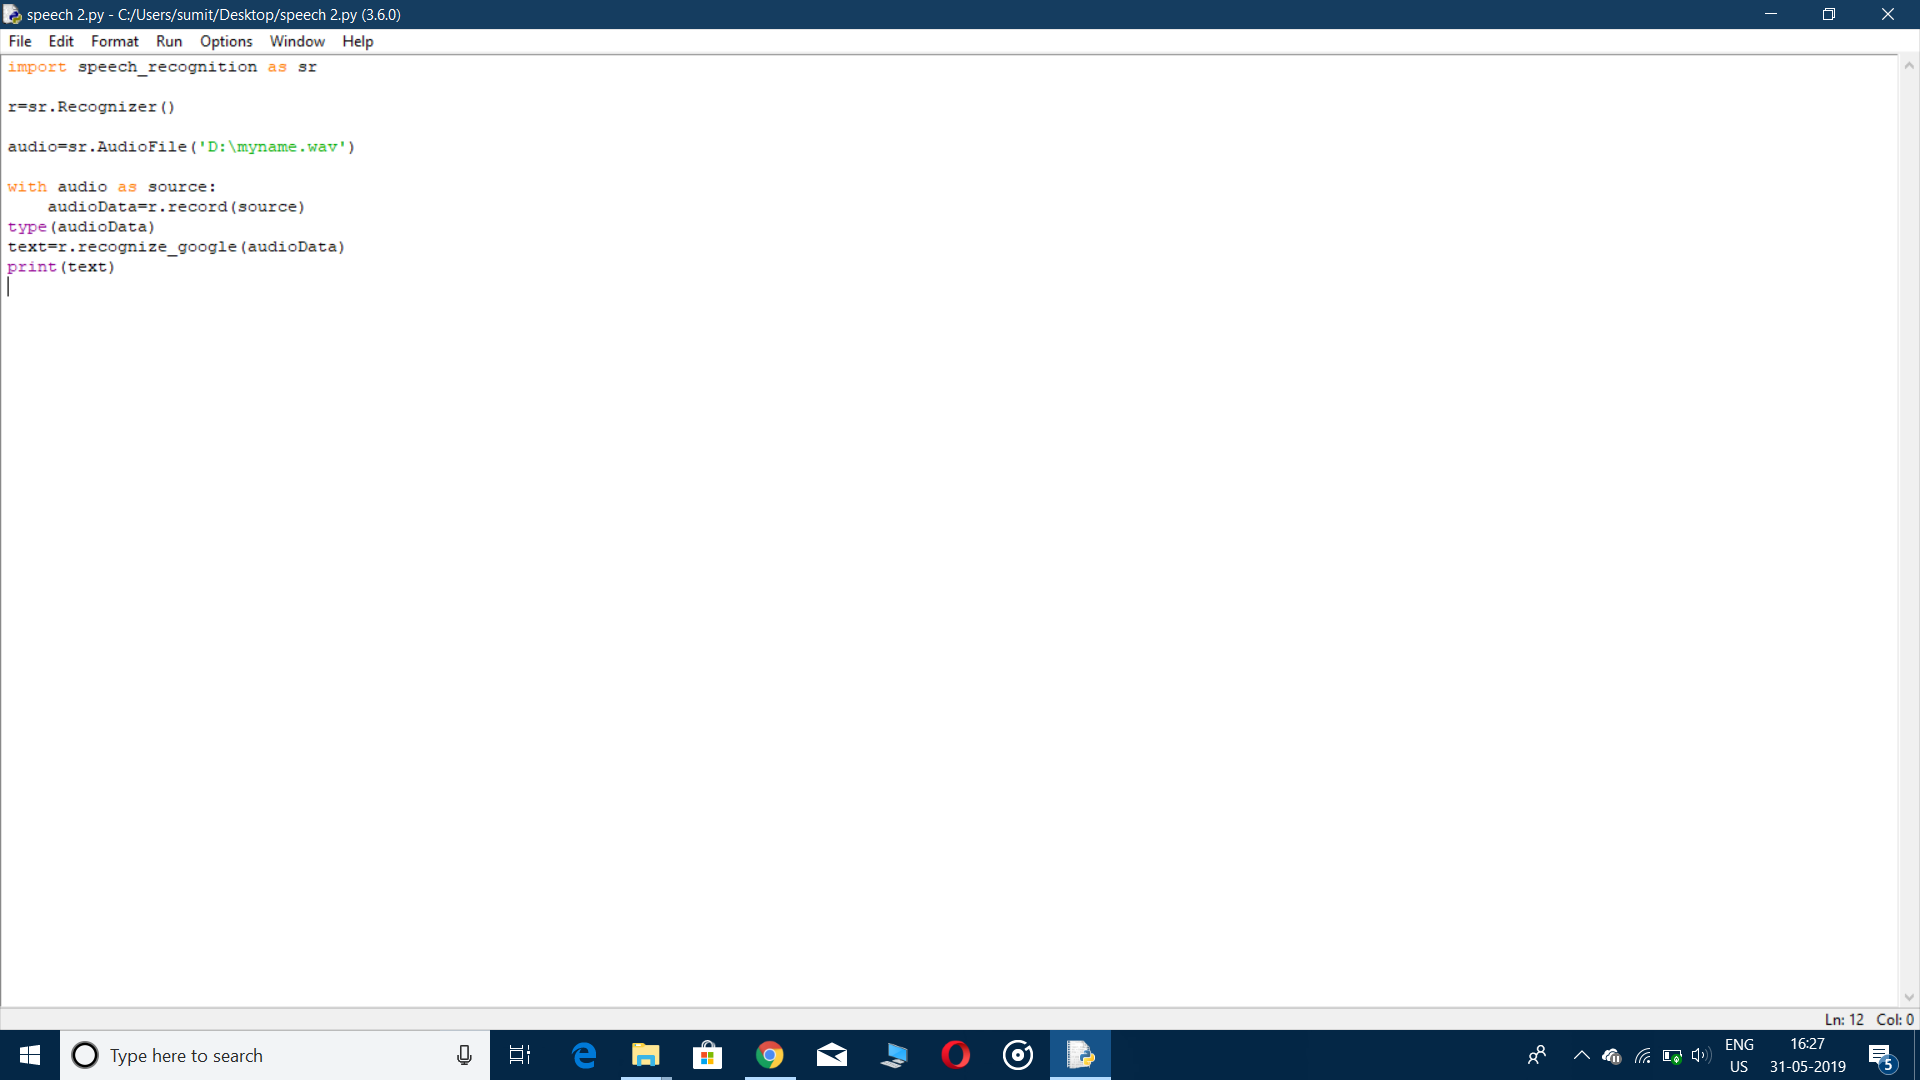 speech 2.py - C:/Users/sumit/Desktop/speech 2.py (3.6.0)
File Edit Format Run Options Window Help
import speech_recognition as sr
r=sr.Recognizer()
audio=sr.AudioFile('D:\myname.wav')
with audio as source:
    audioData=r.record(source)
type(audioData)
text=r.recognize_google(audioData)
print(text)
Ln: 12 Col: 0
Type here to search
ENG
US
16:27
31-05-2019
5